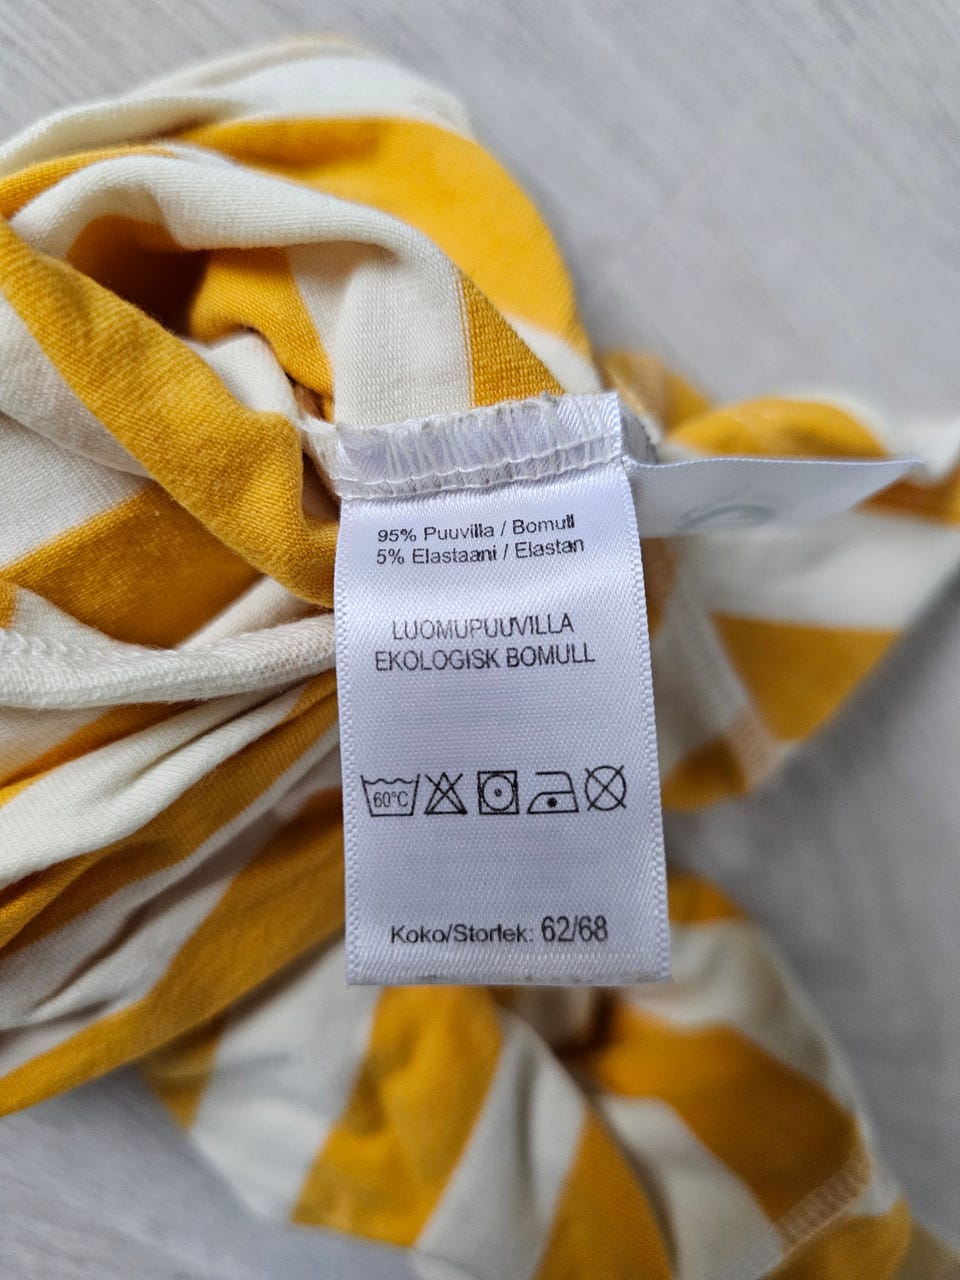 95% Puuvilla / Bomull
5% Elastaani / Elastan
LUOMUPUUVILLA
EKOLOGISK BOMULL
60°C
Koko/Storlek: 62/68